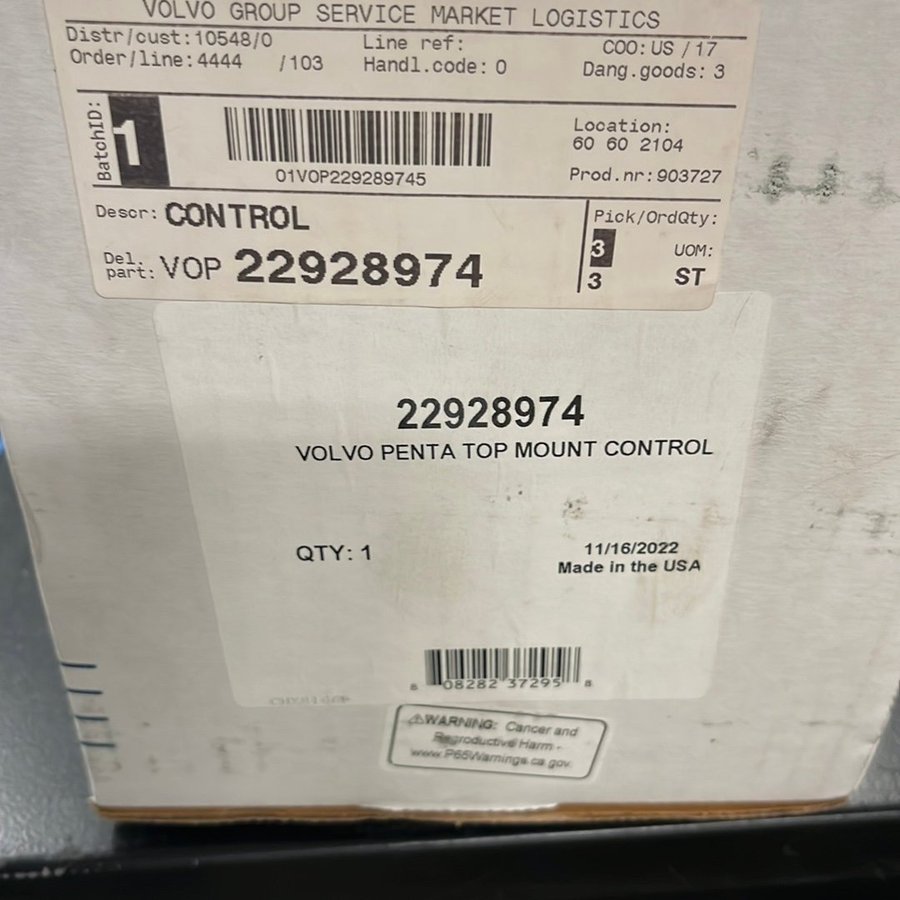 VOLVO GROUP SERVICE MARKET LOGISTICS
Distr/cust:10548/0 Line ref: COO: US / 17
Order/line:4444 /103 Handl.code: 0 Dang.goods: 3
BatchID: 1
01VOP229289745
Location:
60 60 2104
Prod.nr:903727
Descr: CONTROL
Del. part: VOP 22928974
Pick/OrdQty:
3 UOM:
3 ST
22928974
VOLVO PENTA TOP MOUNT CONTROL
QTY: 1 11/16/2022
Made in the USA
8 08282 37295 8
⚠WARNING: Cancer and
Reproductive Harm -
www.P65Warnings.ca.gov